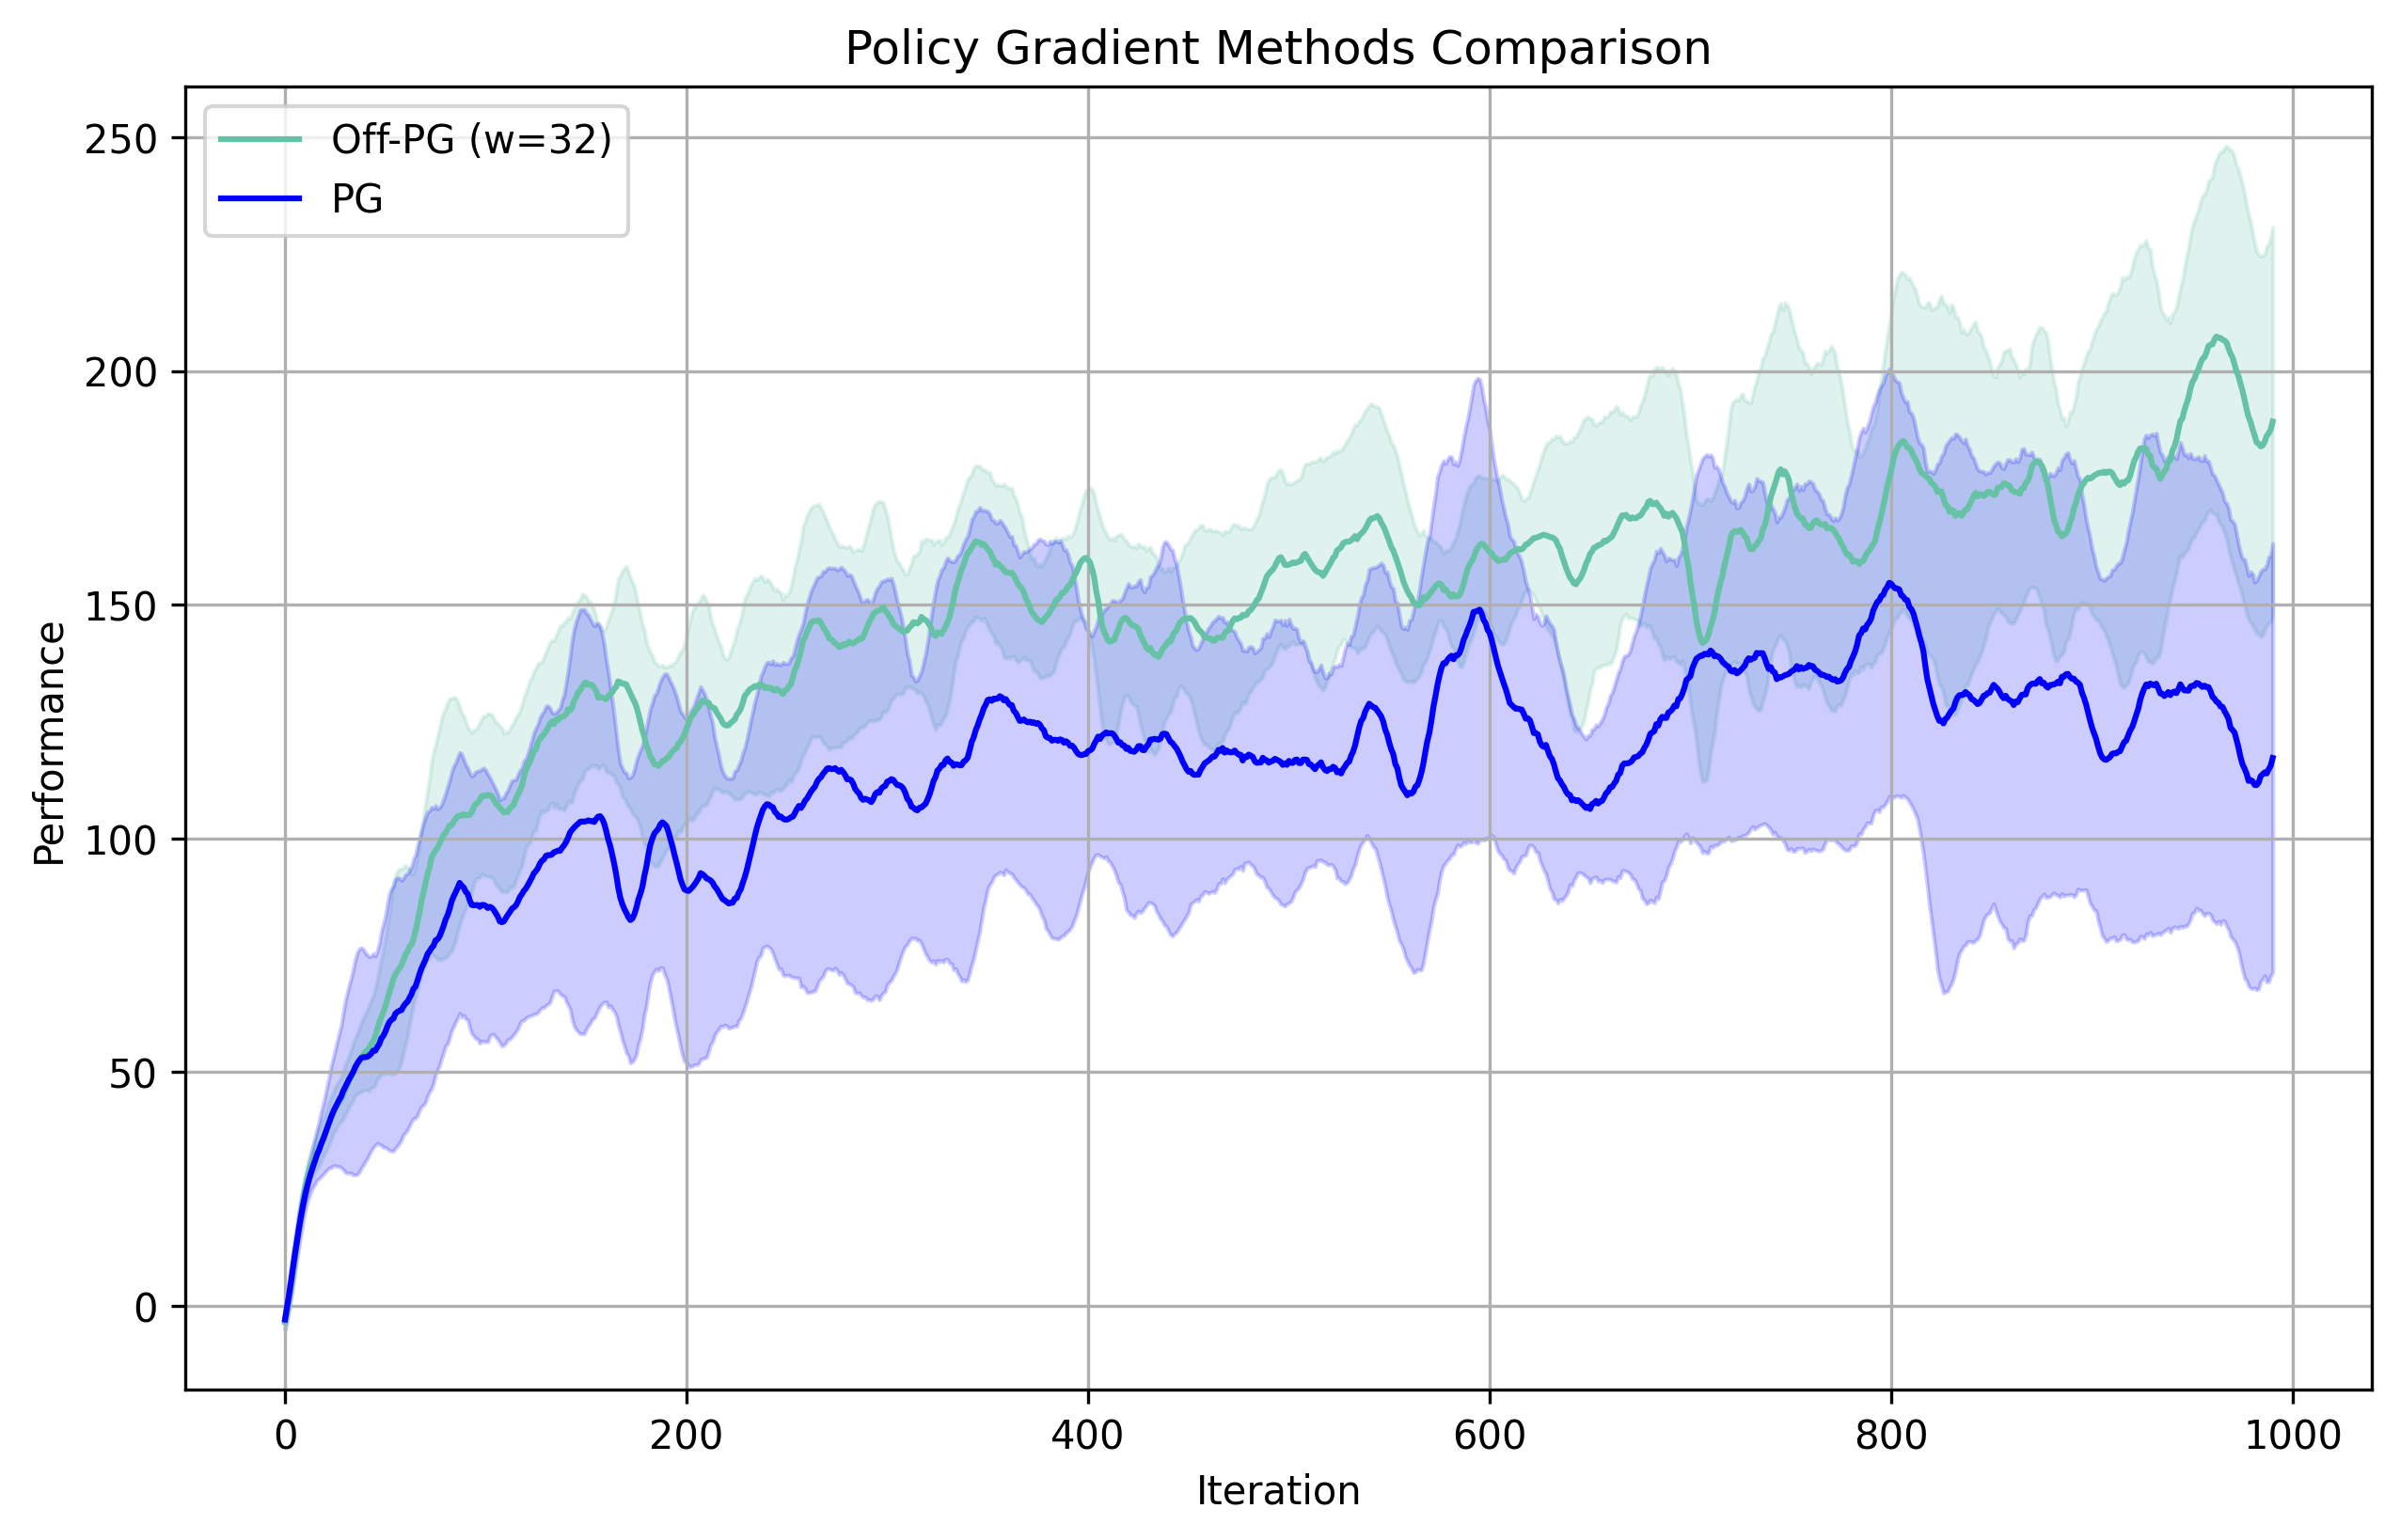 Policy Gradient Methods Comparison
Off-PG (w=32)
PG
250
200
150
100
50
0
Performance
0 200 400 600 800 1000
Iteration